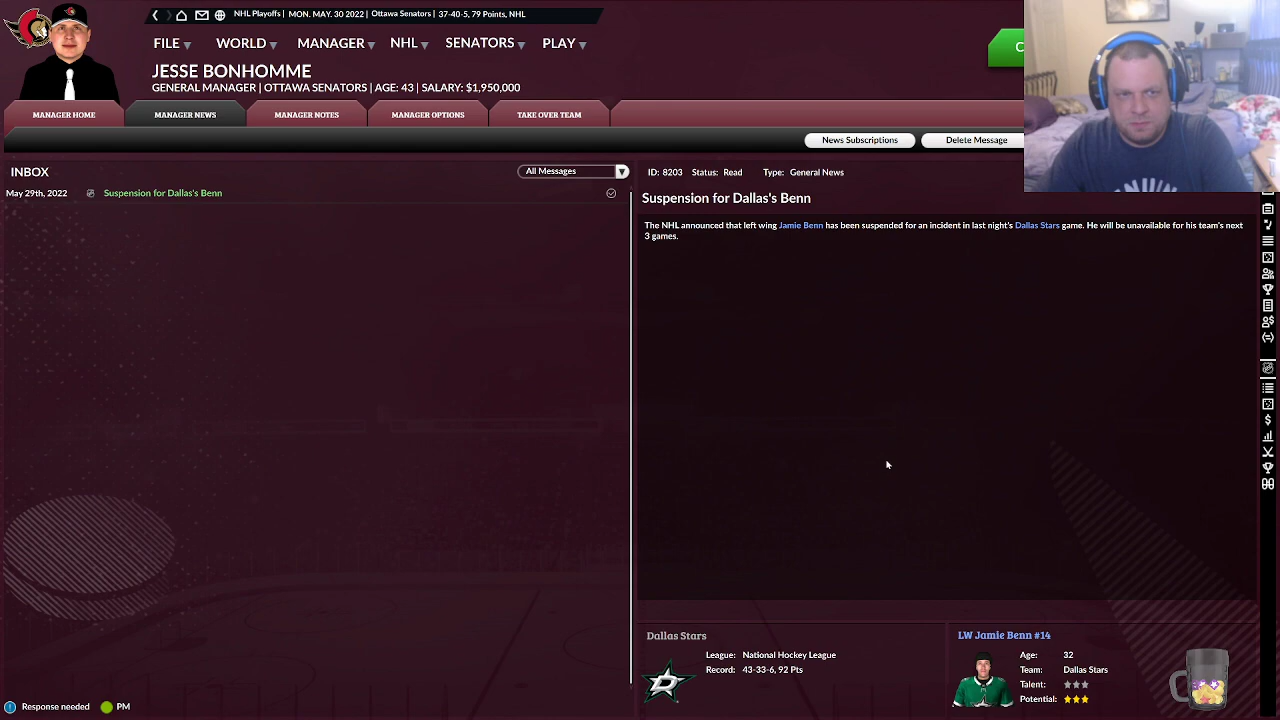 NHL Playoffs | MON. MAY. 30 2022 | Ottawa Senators | 37-40-5, 79 Points, NHL
FILE WORLD MANAGER NHL SENATORS PLAY
JESSE BONHOMME
GENERAL MANAGER | OTTAWA SENATORS | AGE: 43 | SALARY: $1,950,000
MANAGER HOME MANAGER NEWS MANAGER NOTES MANAGER OPTIONS TAKE OVER TEAM
News Subscriptions Delete Message
INBOX All Messages
May 29th, 2022 Suspension for Dallas's Benn
ID: 8203 Status: Read Type: General News
Suspension for Dallas's Benn
The NHL announced that left wing Jamie Benn has been suspended for an incident in last night's Dallas Stars game. He will be unavailable for his team's next
3 games.
Dallas Stars
League: National Hockey League
Record: 43-33-6, 92 Pts
LW Jamie Benn #14
Age: 32
Team: Dallas Stars
Talent:
Potential:
Response needed PM